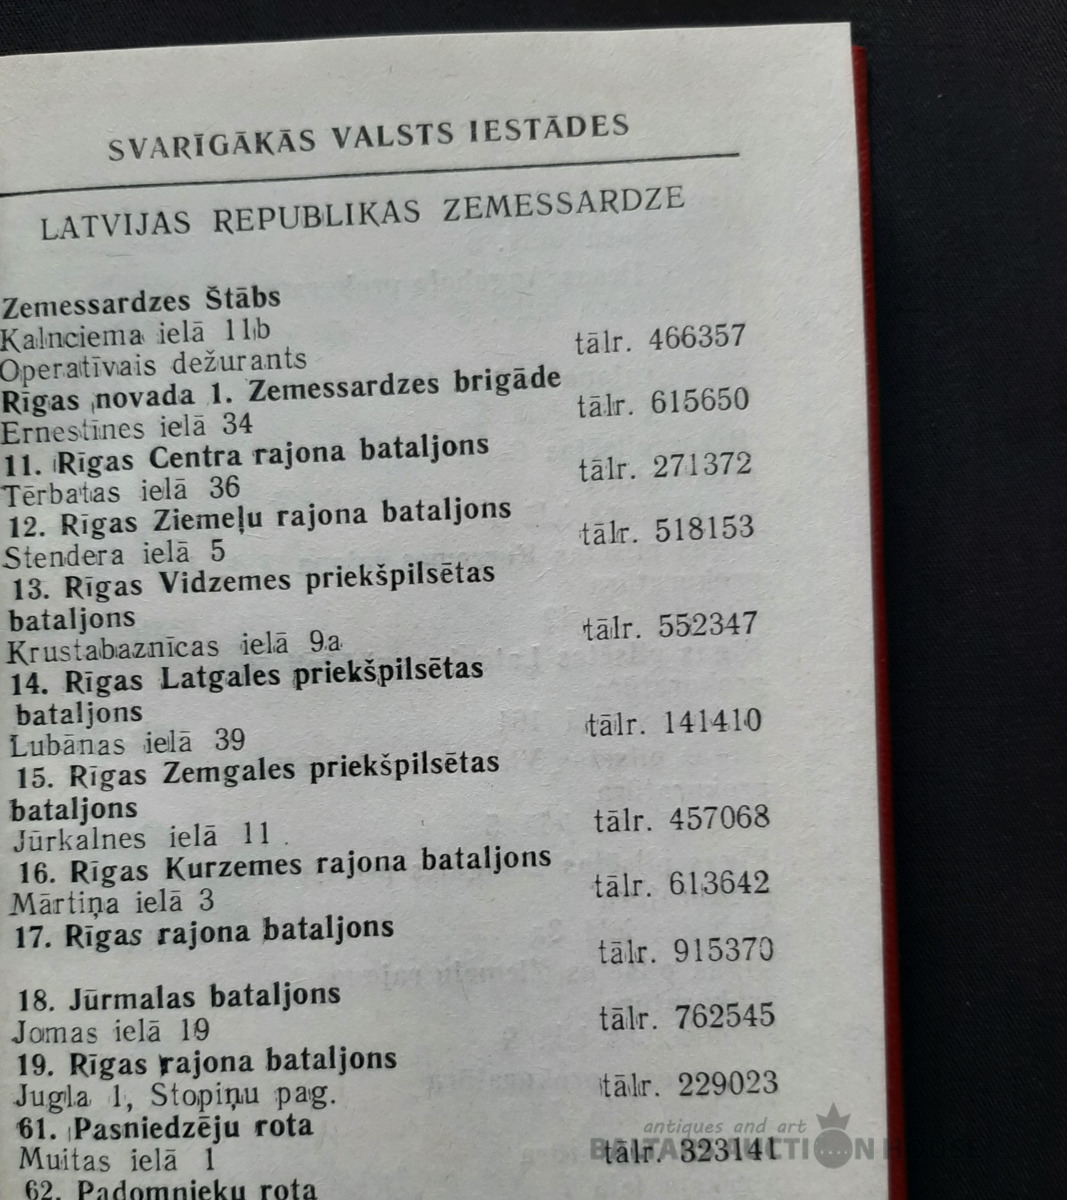 SVARĪGĀKĀS VALSTS IESTĀDES
LATVIJAS REPUBLIKAS ZEMESSARDZE
Zemessardzes Štābs
Kalnciema ielā 11b
Operatīvais dežurants tālr. 466357
Rīgas novada 1. Zemessardzes brigāde
Ernestīnes ielā 34 tālr. 615650
11. Rīgas Centra rajona bataljons
Tērbatas ielā 36 tālr. 271372
12. Rīgas Ziemeļu rajona bataljons
Stendera ielā 5 tālr. 518153
13. Rīgas Vidzemes priekšpilsētas
bataljons
Krustabaznīcas ielā 9a tālr. 552347
14. Rīgas Latgales priekšpilsētas
bataljons
Lubānas ielā 39 tālr. 141410
15. Rīgas Zemgales priekšpilsētas
bataljons
Jūrkalnes ielā 11 tālr. 457068
16. Rīgas Kurzemes rajona bataljons
Mārtiņa ielā 3 tālr. 613642
17. Rīgas rajona bataljons
tālr. 915370
18. Jūrmalas bataljons
Jomas ielā 19 tālr. 762545
19. Rīgas rajona bataljons
Jugla 1, Stopiņu pag. tālr. 229023
61. Pasniedzēju rota
Muitas ielā 1 tālr. 323141
62. Padomnieku rota
antiques and art